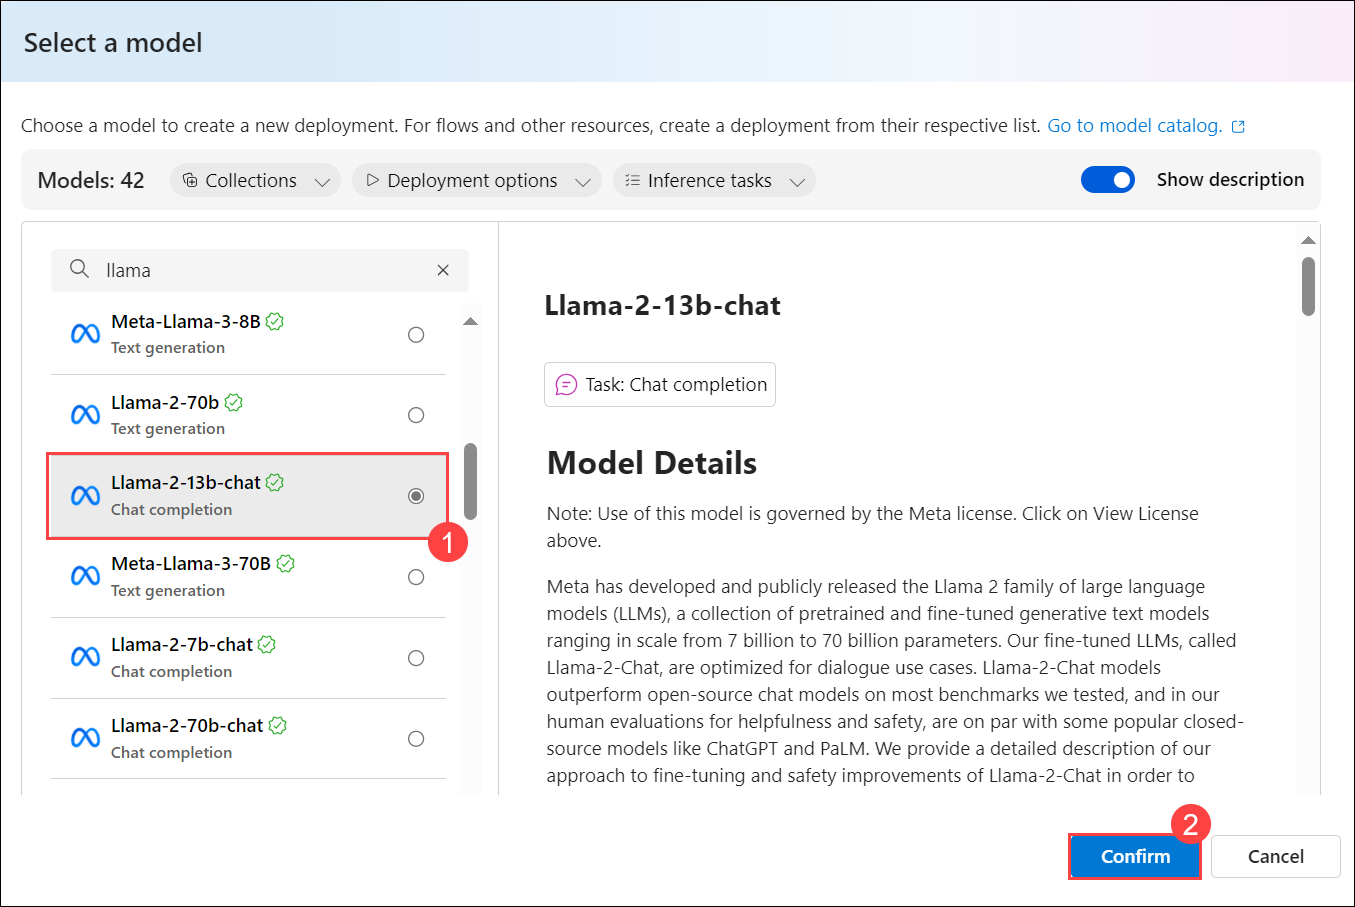 Select a model
Choose a model to create a new deployment. For flows and other resources, create a deployment from their respective list. Go to model catalog.
Models: 42
Collections
Deployment options
Inference tasks
Show description
llama
Meta-Llama-3-8B
Text generation
Llama-2-70b
Text generation
Llama-2-13b-chat
Chat completion
1
Meta-Llama-3-70B
Text generation
Llama-2-7b-chat
Chat completion
Llama-2-70b-chat
Chat completion
Llama-2-13b-chat
Task: Chat completion
Model Details
Note: Use of this model is governed by the Meta license. Click on View License
above.
Meta has developed and publicly released the Llama 2 family of large language
models (LLMs), a collection of pretrained and fine-tuned generative text models
ranging in scale from 7 billion to 70 billion parameters. Our fine-tuned LLMs, called
Llama-2-Chat, are optimized for dialogue use cases. Llama-2-Chat models
outperform open-source chat models on most benchmarks we tested, and in our
human evaluations for helpfulness and safety, are on par with some popular closed-
source models like ChatGPT and PaLM. We provide a detailed description of our
approach to fine-tuning and safety improvements of Llama-2-Chat in order to
2
Confirm
Cancel